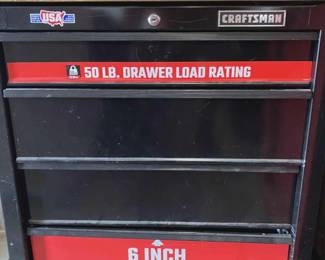 USA
CRAFTSMAN
50 LB. DRAWER LOAD RATING
6 INCH